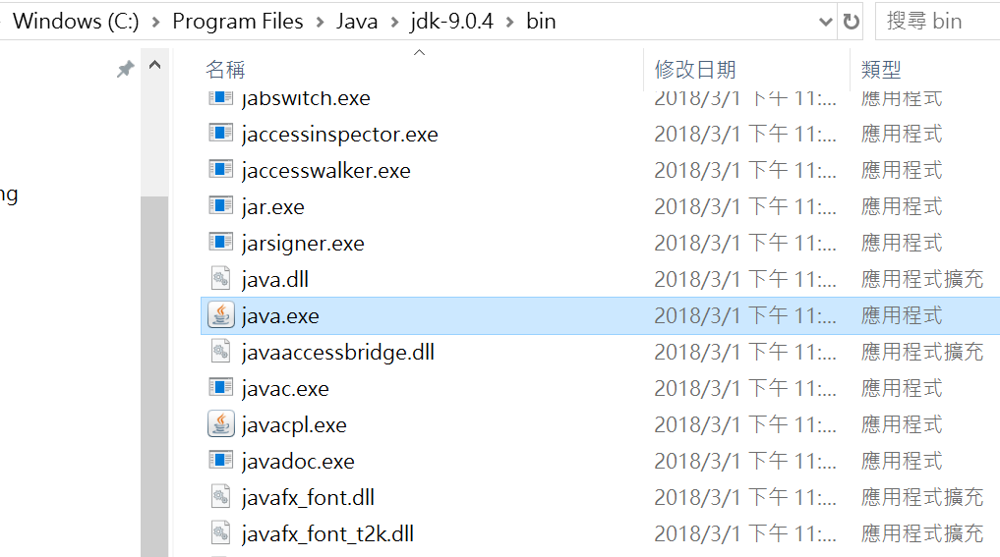 Windows (C:) > Program Files > Java > jdk-9.0.4 > bin 搜尋 bin
名稱 修改日期 類型
jabswitch.exe 2018/3/1 下午 11:... 應用程式
jaccessinspector.exe 2018/3/1 下午 11:... 應用程式
jaccesswalker.exe 2018/3/1 下午 11:... 應用程式
jar.exe 2018/3/1 下午 11:... 應用程式
jarsigner.exe 2018/3/1 下午 11:... 應用程式
java.dll 2018/3/1 下午 11:... 應用程式擴充
java.exe 2018/3/1 下午 11:... 應用程式
javaaccessbridge.dll 2018/3/1 下午 11:... 應用程式擴充
javac.exe 2018/3/1 下午 11:... 應用程式
javacpl.exe 2018/3/1 下午 11:... 應用程式
javadoc.exe 2018/3/1 下午 11:... 應用程式
javafx_font.dll 2018/3/1 下午 11:... 應用程式擴充
javafx_font_t2k.dll 2018/3/1 下午 11:... 應用程式擴充